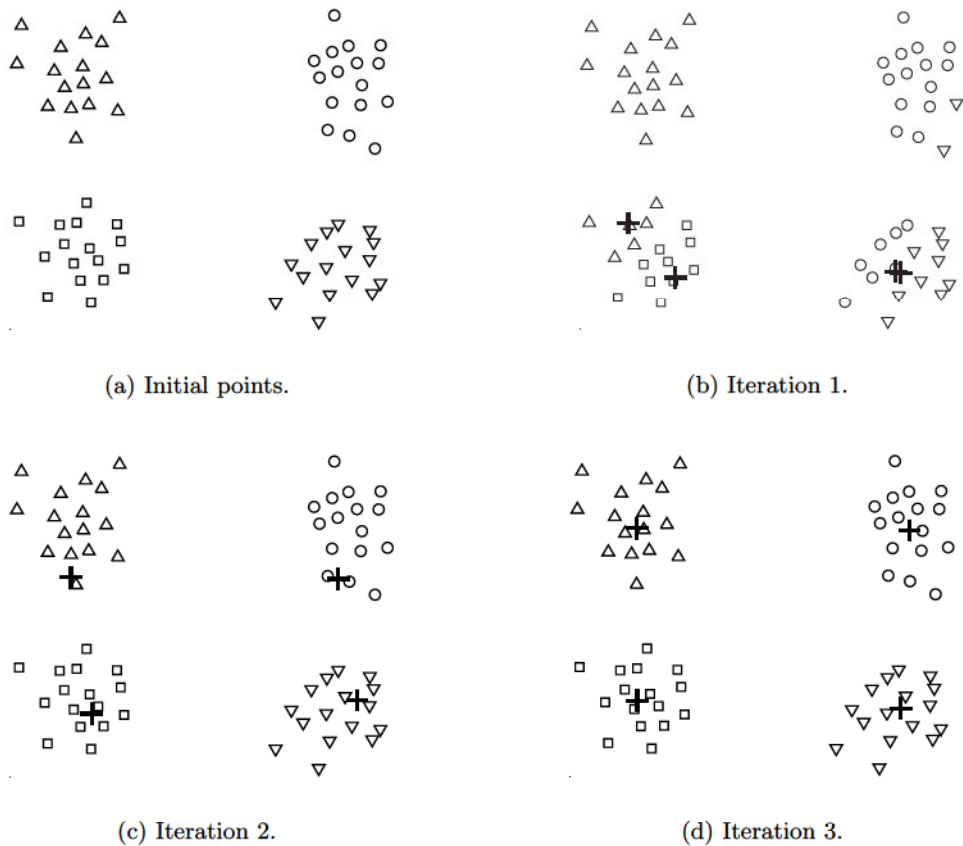 (a) Initial points.
(b) Iteration 1.
(c) Iteration 2.
(d) Iteration 3.